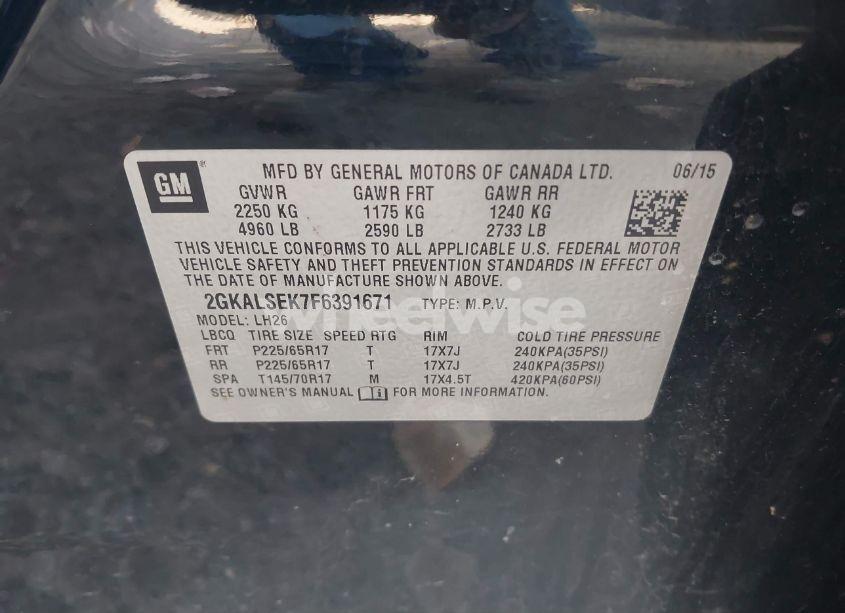 GM® MFD BY GENERAL MOTORS OF CANADA LTD. 06/15
GVWR GAWR FRT GAWR RR
2250 KG 1175 KG 1240 KG
4960 LB 2590 LB 2733 LB
THIS VEHICLE CONFORMS TO ALL APPLICABLE U.S. FEDERAL MOTOR
VEHICLE SAFETY AND THEFT PREVENTION STANDARDS IN EFFECT ON
THE DATE OF MANUFACTURE SHOWN ABOVE.
2GKALSEK7F6391671 TYPE: M.P.V.
wheelwise
MODEL: LH26
LBCQ TIRE SIZE SPEED RTG RIM COLD TIRE PRESSURE
FRT P225/65R17 T 17X7J 240KPA(35PSI)
RR P225/65R17 T 17X7J 240KPA(35PSI)
SPA T145/70R17 M 17X4.5T 420KPA(60PSI)
SEE OWNER'S MANUAL FOR MORE INFORMATION.